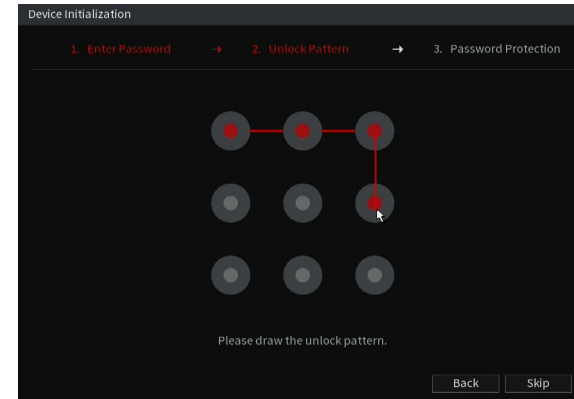 Device Initialization
1. Enter Password → 2. Unlock Pattern → 3. Password Protection
Please draw the unlock pattern.
Back Skip